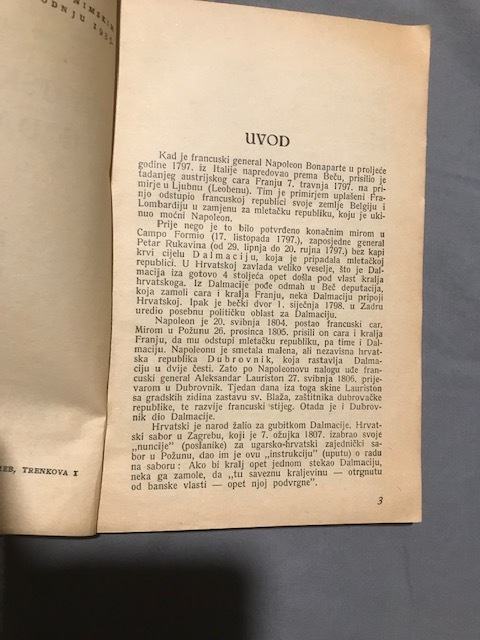 NIMSKIM
ODNJU 193
UVOD
Kad je francuski general Napoleon Bonaparte u proljeće
godine 1797. iz Italije napredovao prema Beču, prisilio je
tadanjeg austrijskog cara Franju 7. travnja 1797. na pri-
mirje u Ljubnu (Leobenu). Tim je primirjem uplašeni Fra-
njo odstupio francuskoj republici svoje zemlje Belgiju i
Lombardiju u zamjenu za mletačku republiku, koju je uki-
nuo moćni Napoleon.
Prije nego je to bilo potvrđeno konačnim mirom u
Campo Formio (17. listopada 1797.), zaposjedne general
Petar Rukavina (od 29. lipnja do 20. rujna 1797.) bez kapi
krvi cijelu Dalmaciju, koja je pripadala mletačkoj
republici. U Hrvatskoj zavlada veliko veselje, što je Dal-
macija iza gotovo 4 stoljeća opet došla pod vlast kralja
hrvatskoga. Iz Dalmacije pođe odmah u Beč deputacija,
koja zamoli cara i kralja Franju, neka Dalmaciju pripoji
Hrvatskoj. Ipak je bečki dvor 1. siječnja 1798. u Zadru
uredio posebnu političku oblast za Dalmaciju.
Napoleon je 20. svibnja 1804. postao francuski car.
Mirom u Požunu 26. prosinca 1805. prisili on cara i kralja
Franju, da mu odstupi mletačku republiku, pa time i Dal-
maciju. Napoleonu je smetala malena, ali nezavisna hrvat-
ska republika Dubrovnik, koja rastavlja Dalma-
ciju u dvije česti. Zato po Napoleonovu nalogu uđe fran-
cuski general Aleksandar Lauriston 27. svibnja 1806. prije-
varom u Dubrovnik. Tjedan dana iza toga skine Lauriston
sa gradskih zidina zastavu sv. Blaža, zaštitnika dubrovačke
republike, te razvije francuski stijeg. Otada je i Dubrov-
nik dio Dalmacije.
Hrvatski je narod žalio za gubitkom Dalmacije. Hrvat-
ski sabor u Zagrebu, koji je 7. ožujka 1807. izabrao svoje
„nuncije" (poslanike) za ugarsko-hrvatski zajednički sa-
bor u Požunu, dao im je ovu „instrukciju" (uputu) o radu
na saboru: Ako bi kralj opet jednom stekao Dalmaciju,
neka ga zamole, da „tu saveznu kraljevinu — otrgnutu
od banske vlasti — opet njoj podvrgne".
3
REB, TRENKOVA 1